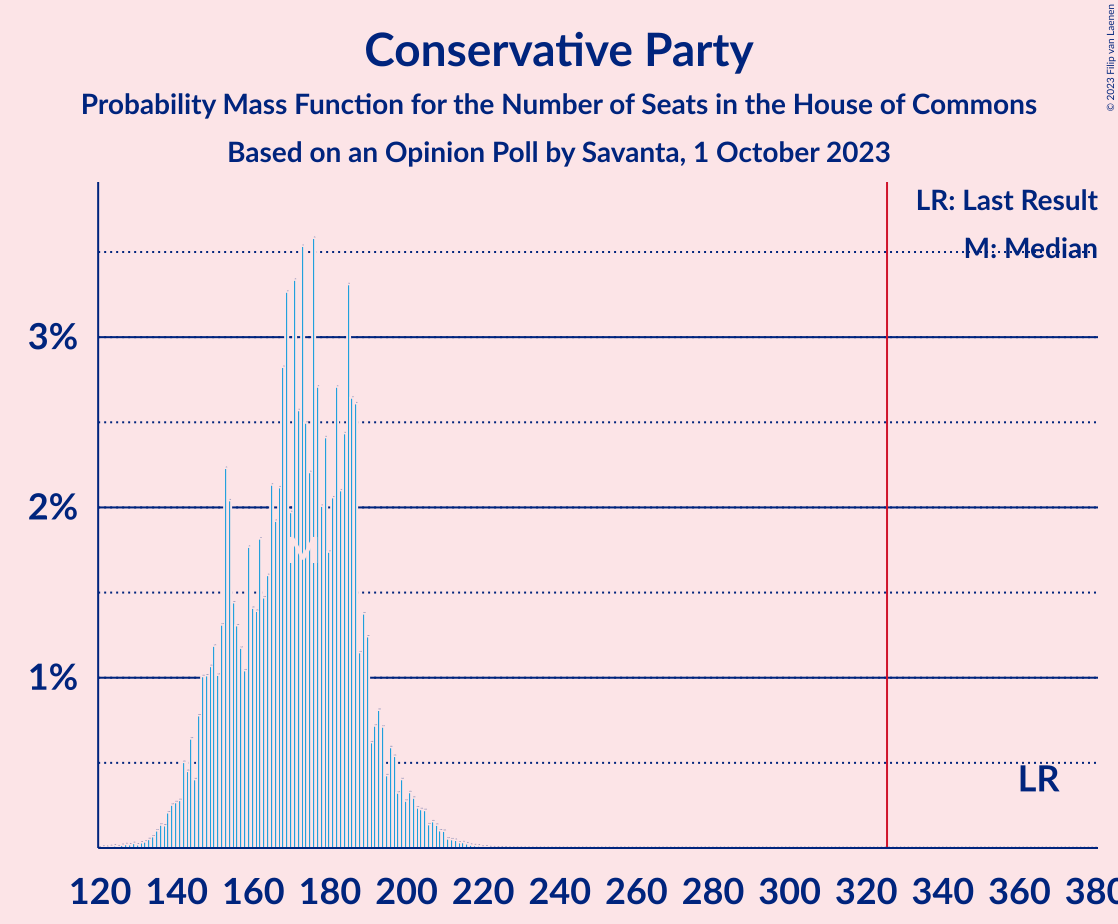 Conservative Party
Probability Mass Function for the Number of Seats in the House of Commons
Based on an Opinion Poll by Savanta, 1 October 2023
© 2023 Filip van Laenen
LR: Last Result
M: Median
3%
2%
1%
M
LR
120 140 160 180 200 220 240 260 280 300 320 340 360 380